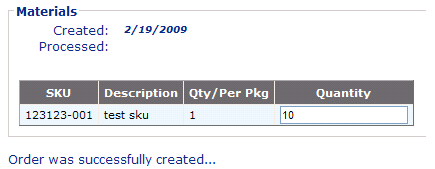 Materials
Created: 2/19/2009
Processed:
SKU Description Qty/Per Pkg Quantity
123123-001 test sku 1 10
Order was successfully created...